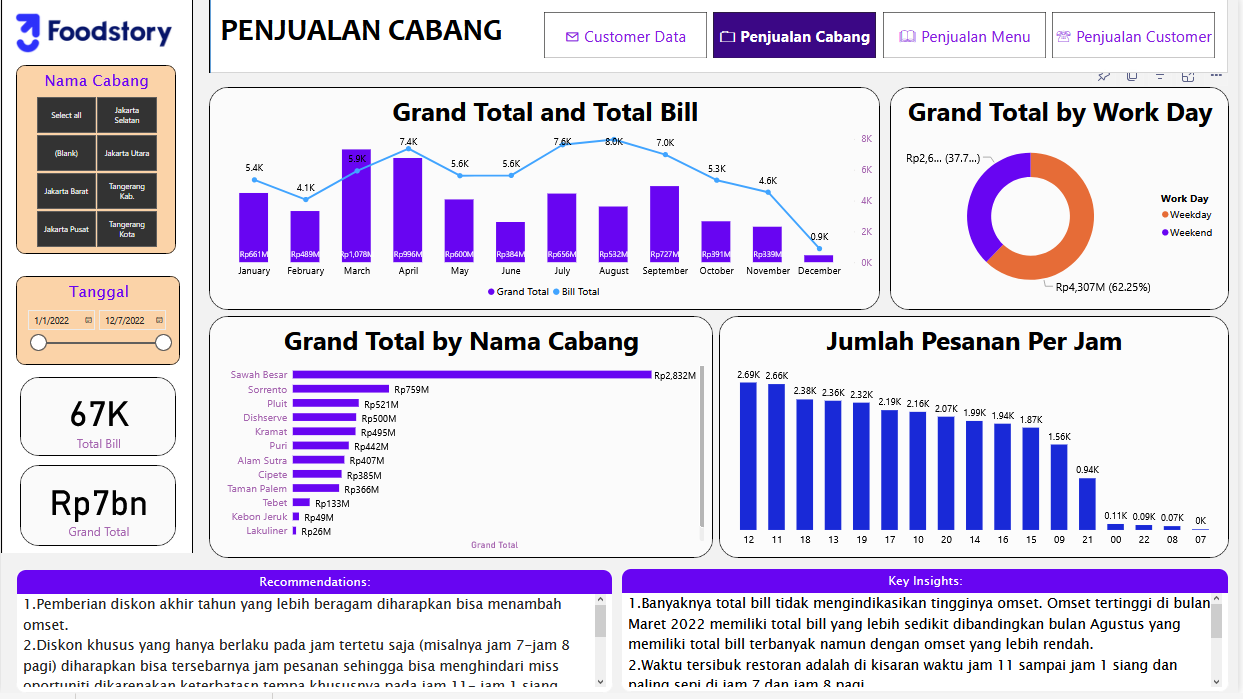 Foodstory
PENJUALAN CABANG
Customer Data
Penjualan Cabang
Penjualan Menu
Penjualan Customer
Nama Cabang
Select all
Jakarta
Selatan
(Blank)
Jakarta Utara
Jakarta Barat
Tangerang
Kab.
Jakarta Pusat
Tangerang
Kota
Tanggal
1/1/2022
12/7/2022
67K
Total Bill
Rp7bn
Grand Total
Grand Total and Total Bill
5.4K
4.1K
5.9K
7.4K
5.6K
5.6K
7.6K
8.0K
7.0K
5.3K
4.6K
0.9K
8K
6K
4K
2K
0K
Rp661M
Rp489M
Rp1,078M
Rp996M
Rp600M
Rp384M
Rp656M
Rp532M
Rp727M
Rp391M
Rp339M
January
February
March
April
May
June
July
August
September
October
November
December
Grand Total
Bill Total
Grand Total by Work Day
Rp2,6... (37.7...)
Rp4,307M (62.25%)
Work Day
Weekday
Weekend
Grand Total by Nama Cabang
Sawah Besar Rp2,832M
Sorrento Rp759M
Pluit Rp521M
Dishserve Rp500M
Kramat Rp495M
Puri Rp442M
Alam Sutra Rp407M
Cipete Rp385M
Taman Palem Rp366M
Tebet Rp133M
Kebon Jeruk Rp49M
Lakuliner Rp26M
Grand Total
Jumlah Pesanan Per Jam
2.69K 2.66K 2.38K 2.36K 2.32K 2.19K 2.16K 2.07K 1.99K 1.94K 1.87K 1.56K 0.94K 0.11K 0.09K 0.07K 0K
12 11 18 13 19 17 10 20 14 16 15 09 21 00 22 08 07
Recommendations:
1.Pemberian diskon akhir tahun yang lebih beragam diharapkan bisa menambah
omset.
2.Diskon khusus yang hanya berlaku pada jam tertetu saja (misalnya jam 7-jam 8
pagi) diharapkan bisa tersebarnya jam pesanan sehingga bisa menghindari miss
oportuniti dikarenakan keterbatasn tempa khususnya pada jam 11- jam 1 siang
Key Insights:
1.Banyaknya total bill tidak mengindikasikan tingginya omset. Omset tertinggi di bulan
Maret 2022 memiliki total bill yang lebih sedikit dibandingkan bulan Agustus yang
memiliki total bill terbanyak namun dengan omset yang lebih rendah.
2.Waktu tersibuk restoran adalah di kisaran waktu jam 11 sampai jam 1 siang dan
paling sepi di jam 7 dan jam 8 pagi